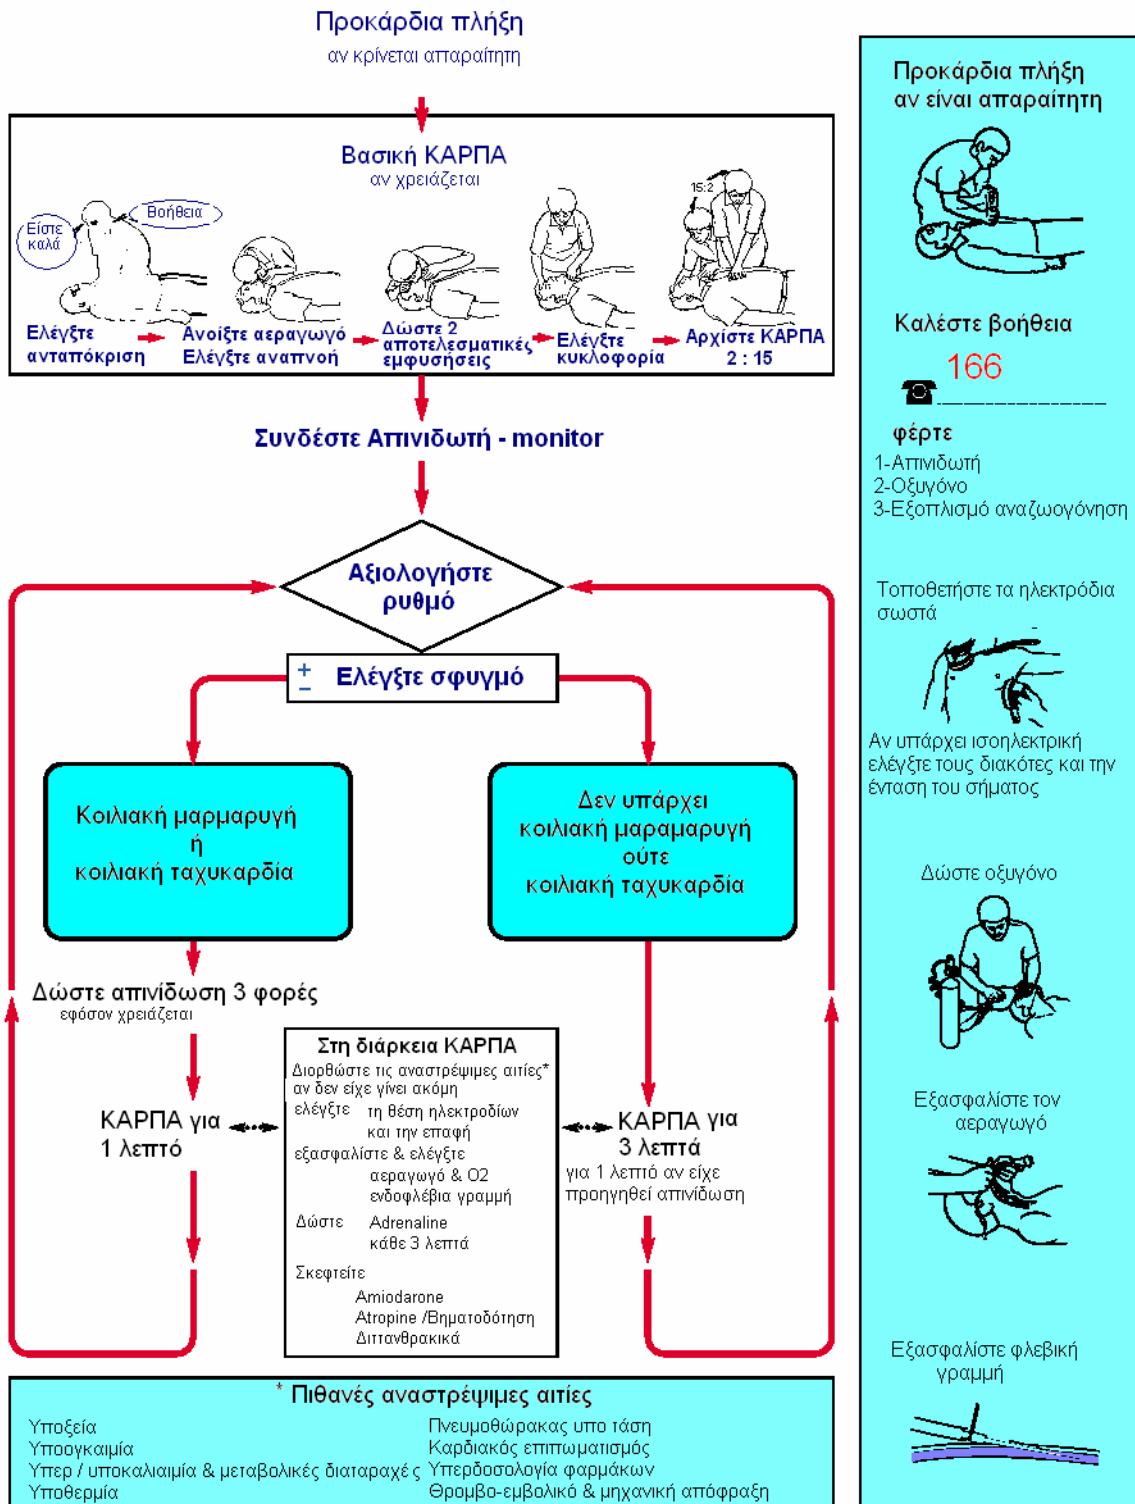 Προκάρδια πλήξη
αν κρίνεται απαραίτητη
Βασική ΚΑΡΠΑ
αν χρειάζεται
Είστε
καλά
Βοήθεια
15:2
Ελέγξτε
ανταπόκριση
Ανοίξτε αεραγωγό
Ελέγξτε αναπνοή
Δώστε 2
αποτελεσματικές
εμφυσήσεις
Ελέγξτε
κυκλοφορία
Αρχίστε ΚΑΡΠΑ
2 : 15
Συνδέστε Απινιδωτή - monitor
Αξιολογήστε
ρυθμό
+
−
Ελέγξτε σφυγμό
Κοιλιακή μαρμαρυγή
ή
κοιλιακή ταχυκαρδία
Δεν υπάρχει
κοιλιακή μαραμαρυγή
ούτε
κοιλιακή ταχυκαρδία
Δώστε απινίδωση 3 φορές
εφόσον χρειάζεται
ΚΑΡΠΑ για
1 λεπτό
Στη διάρκεια ΚΑΡΠΑ
Διορθώστε τις αναστρέψιμες αιτίες*
αν δεν είχε γίνει ακόμη
ελέγξτε τη θέση ηλεκτροδίων
και την επαφή
εξασφαλίστε & ελέγξτε
αεραγωγό & O2
ενδοφλέβια γραμμή
Δώστε Adrenaline
κάθε 3 λεπτά
Σκεφτείτε
Amiodarone
Atropine /Βηματοδότηση
Διττανθρακικά
ΚΑΡΠΑ για
3 λεπτά
για 1 λεπτό αν είχε
προηγηθεί απινίδωση
* Πιθανές αναστρέψιμες αιτίες
Υποξεία
Υποογκαιμία
Υπερ / υποκαλιαιμία & μεταβολικές διαταραχές
Υποθερμία
Πνευμοθώρακας υπο τάση
Καρδιακός επιπωματισμός
Υπερδοσολογία φαρμάκων
Θρομβο-εμβολικό & μηχανική απόφραξη
Προκάρδια πλήξη
αν είναι απαραίτητη
Καλέστε βοήθεια
166
φέρτε
1-Απινιδωτή
2-Οξυγόνο
3-Εξοπλισμό αναζωογόνηση
Τοποθετήστε τα ηλεκτρόδια
σωστά
Αν υπάρχει ισοηλεκτρική
ελέγξτε τους διακότες και την
ένταση του σήματος
Δώστε οξυγόνο
Εξασφαλίστε τον
αεραγωγό
Εξασφαλίστε φλεβική
γραμμή